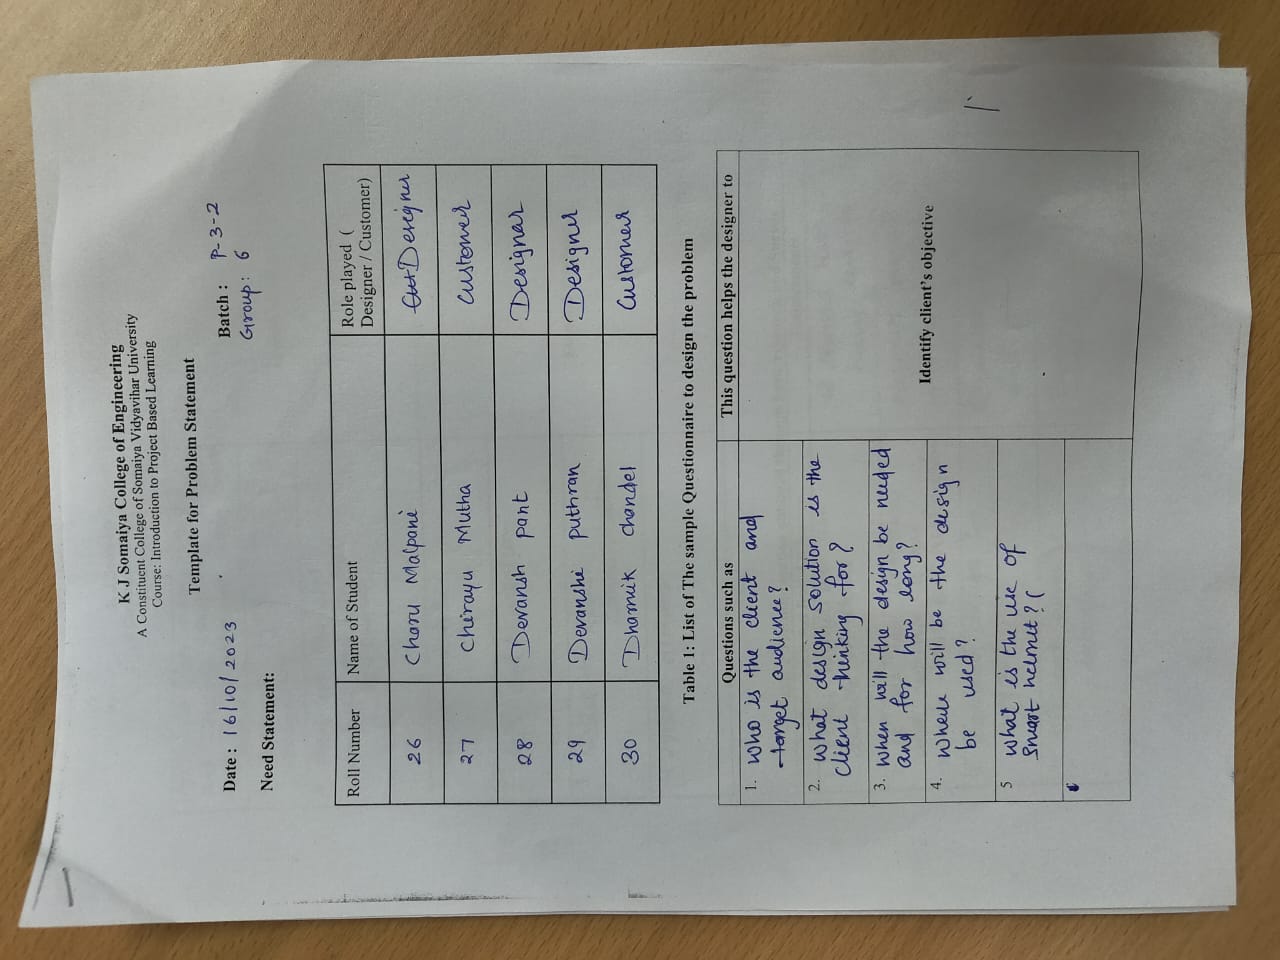 K J Somaiya College of Engineering
A Constituent College of Somaiya Vidyavihar University
Course: Introduction to Project Based Learning
Template for Problem Statement
Date : 16/10/2023 Batch : P-3-2
Group : 6
Need Statement:
Roll Number Name of Student Role played (
Designer / Customer)
26 Charu Malpani Designer
27 Chirayu Mutha Customer
28 Devansh pant Designer
29 Devanshi puthran Designer
30 Dharmik chandel Customer
Table 1: List of The sample Questionnaire to design the problem
Questions such as This question helps the designer to
1. Who is the client and
target audience?
2. What design solution is the
client thinking for?
3. when will the design be needed
and for how long?
4. where will be the design
be used?
5 what is the use of
smart helmet? (
Identify client's objective